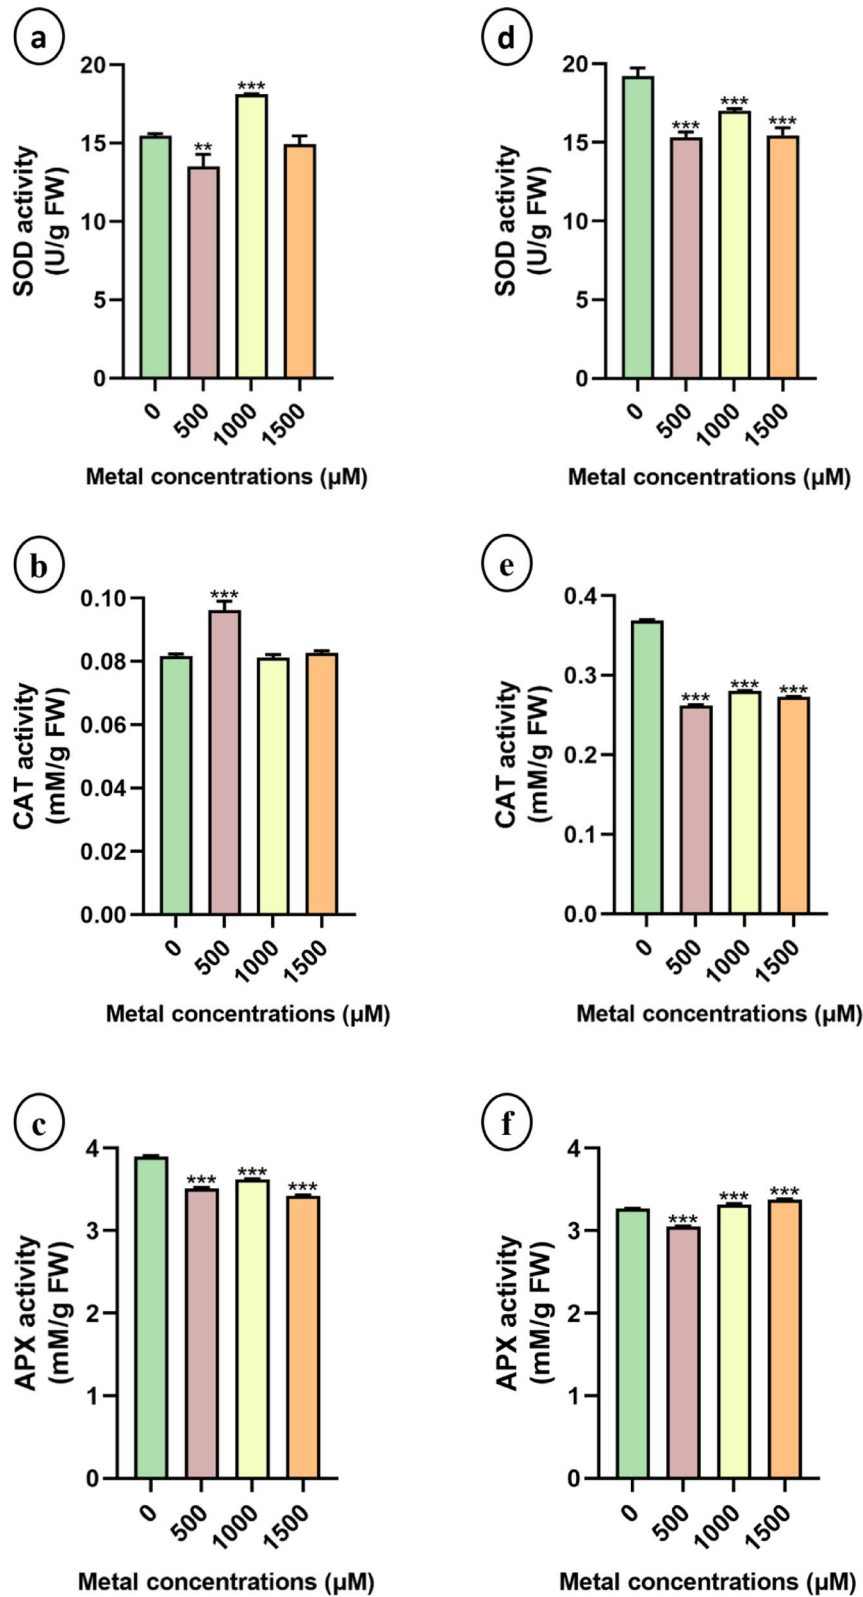 a
SOD activity
(U/g FW)
20
15
10
5
0
**
***
0
500
1000
1500
Metal concentrations (µM)
d
SOD activity
(U/g FW)
20
15
10
5
0
***
***
***
0
500
1000
1500
Metal concentrations (µM)
b
CAT activity
(mM/g FW)
0.10
0.08
0.06
0.04
0.02
0.00
***
0
500
1000
1500
Metal concentrations (µM)
e
CAT activity
(mM/g FW)
0.4
0.3
0.2
0.1
0.0
***
***
***
0
500
1000
1500
Metal concentrations (µM)
c
APX activity
(mM/g FW)
4
3
2
1
0
***
***
***
0
500
1000
1500
Metal concentrations (µM)
f
APX activity
(mM/g FW)
4
3
2
1
0
***
***
***
0
500
1000
1500
Metal concentrations (µM)